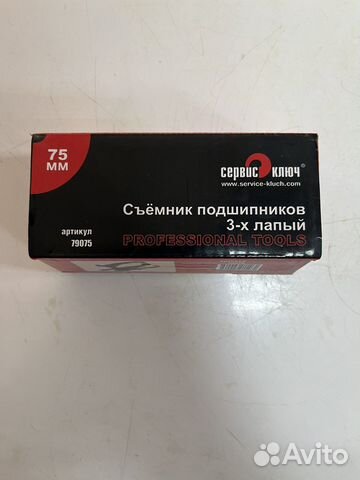 75
ММ
сервис ключ®
www.service-kluch.com
Съёмник подшипников
3-х лапый
артикул
79075
PROFESSIONAL TOOLS
Avito